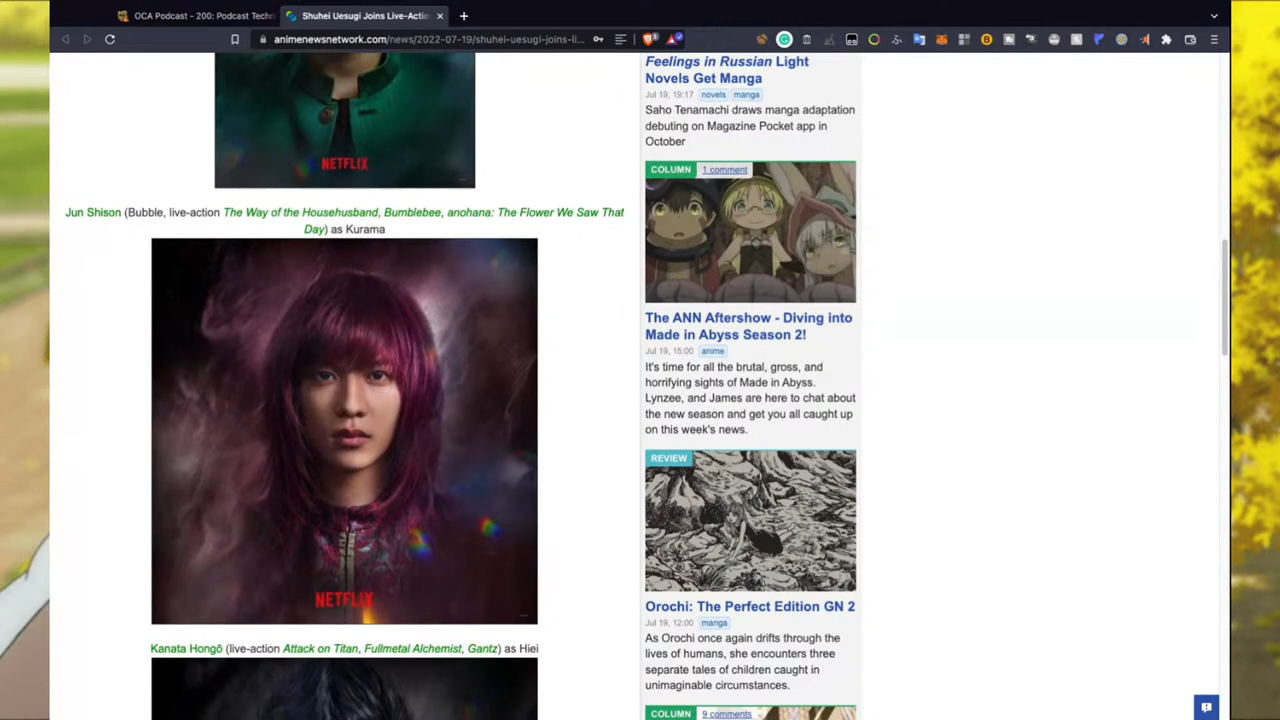 OCA Podcast - 200: Podcast Techn
Shuhei Uesugi Joins Live-Actio
animenewsnetwork.com/news/2022-07-19/shuhei-uesugi-joins-li...
NETFLIX
Jun Shison (Bubble, live-action The Way of the Househusband, Bumblebee, anohana: The Flower We Saw That
Day) as Kurama
NETFLIX
Kanata Hongō (live-action Attack on Titan, Fullmetal Alchemist, Gantz) as Hiei
Feelings in Russian Light
Novels Get Manga
Jul 19, 19:17 novels manga
Saho Tenamachi draws manga adaptation
debuting on Magazine Pocket app in
October
COLUMN 1 comment
The ANN Aftershow - Diving into
Made in Abyss Season 2!
Jul 19, 15:00 anime
It's time for all the brutal, gross, and
horrifying sights of Made in Abyss.
Lynzee, and James are here to chat about
the new season and get you all caught up
on this week's news.
REVIEW
Orochi: The Perfect Edition GN 2
Jul 19, 12:00 manga
As Orochi once again drifts through the
lives of humans, she encounters three
separate tales of children caught in
unimaginable circumstances.
COLUMN 9 comments